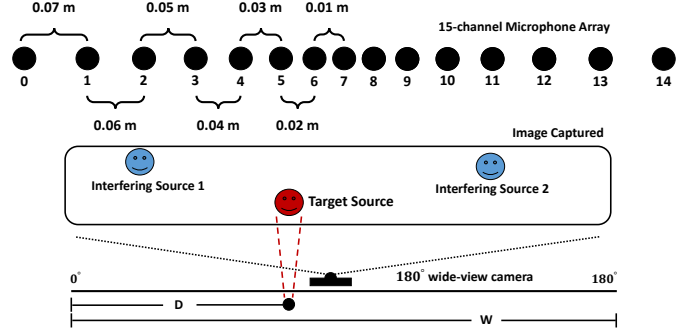 0.07 m
0.05 m
0.03 m
0.01 m
15-channel Microphone Array
0 1 2 3 4 5 6 7 8 9 10 11 12 13 14
0.06 m
0.04 m
0.02 m
Image Captured
Interfering Source 1
Interfering Source 2
Target Source
0°
180° wide-view camera
180°
D
W